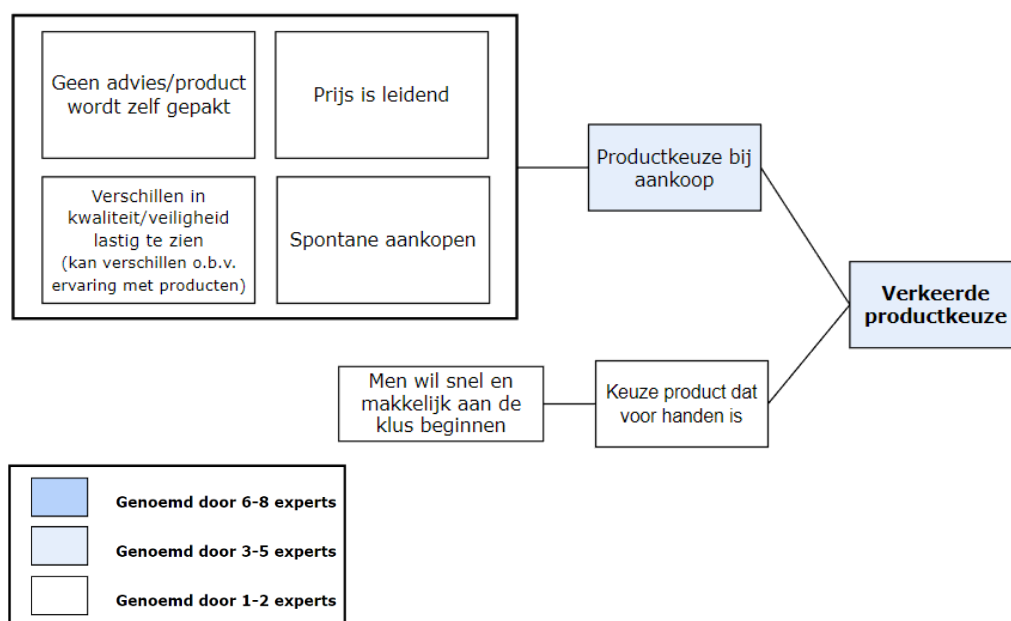 Geen advies/product
wordt zelf gepakt
Prijs is leidend
Verschillen in
kwaliteit/veiligheid
lastig te zien
(kan verschillen o.b.v.
ervaring met producten)
Spontane aankopen
Productkeuze bij
aankoop
Verkeerde
productkeuze
Men wil snel en
makkelijk aan de
klus beginnen
Keuze product dat
voor handen is
Genoemd door 6-8 experts
Genoemd door 3-5 experts
Genoemd door 1-2 experts